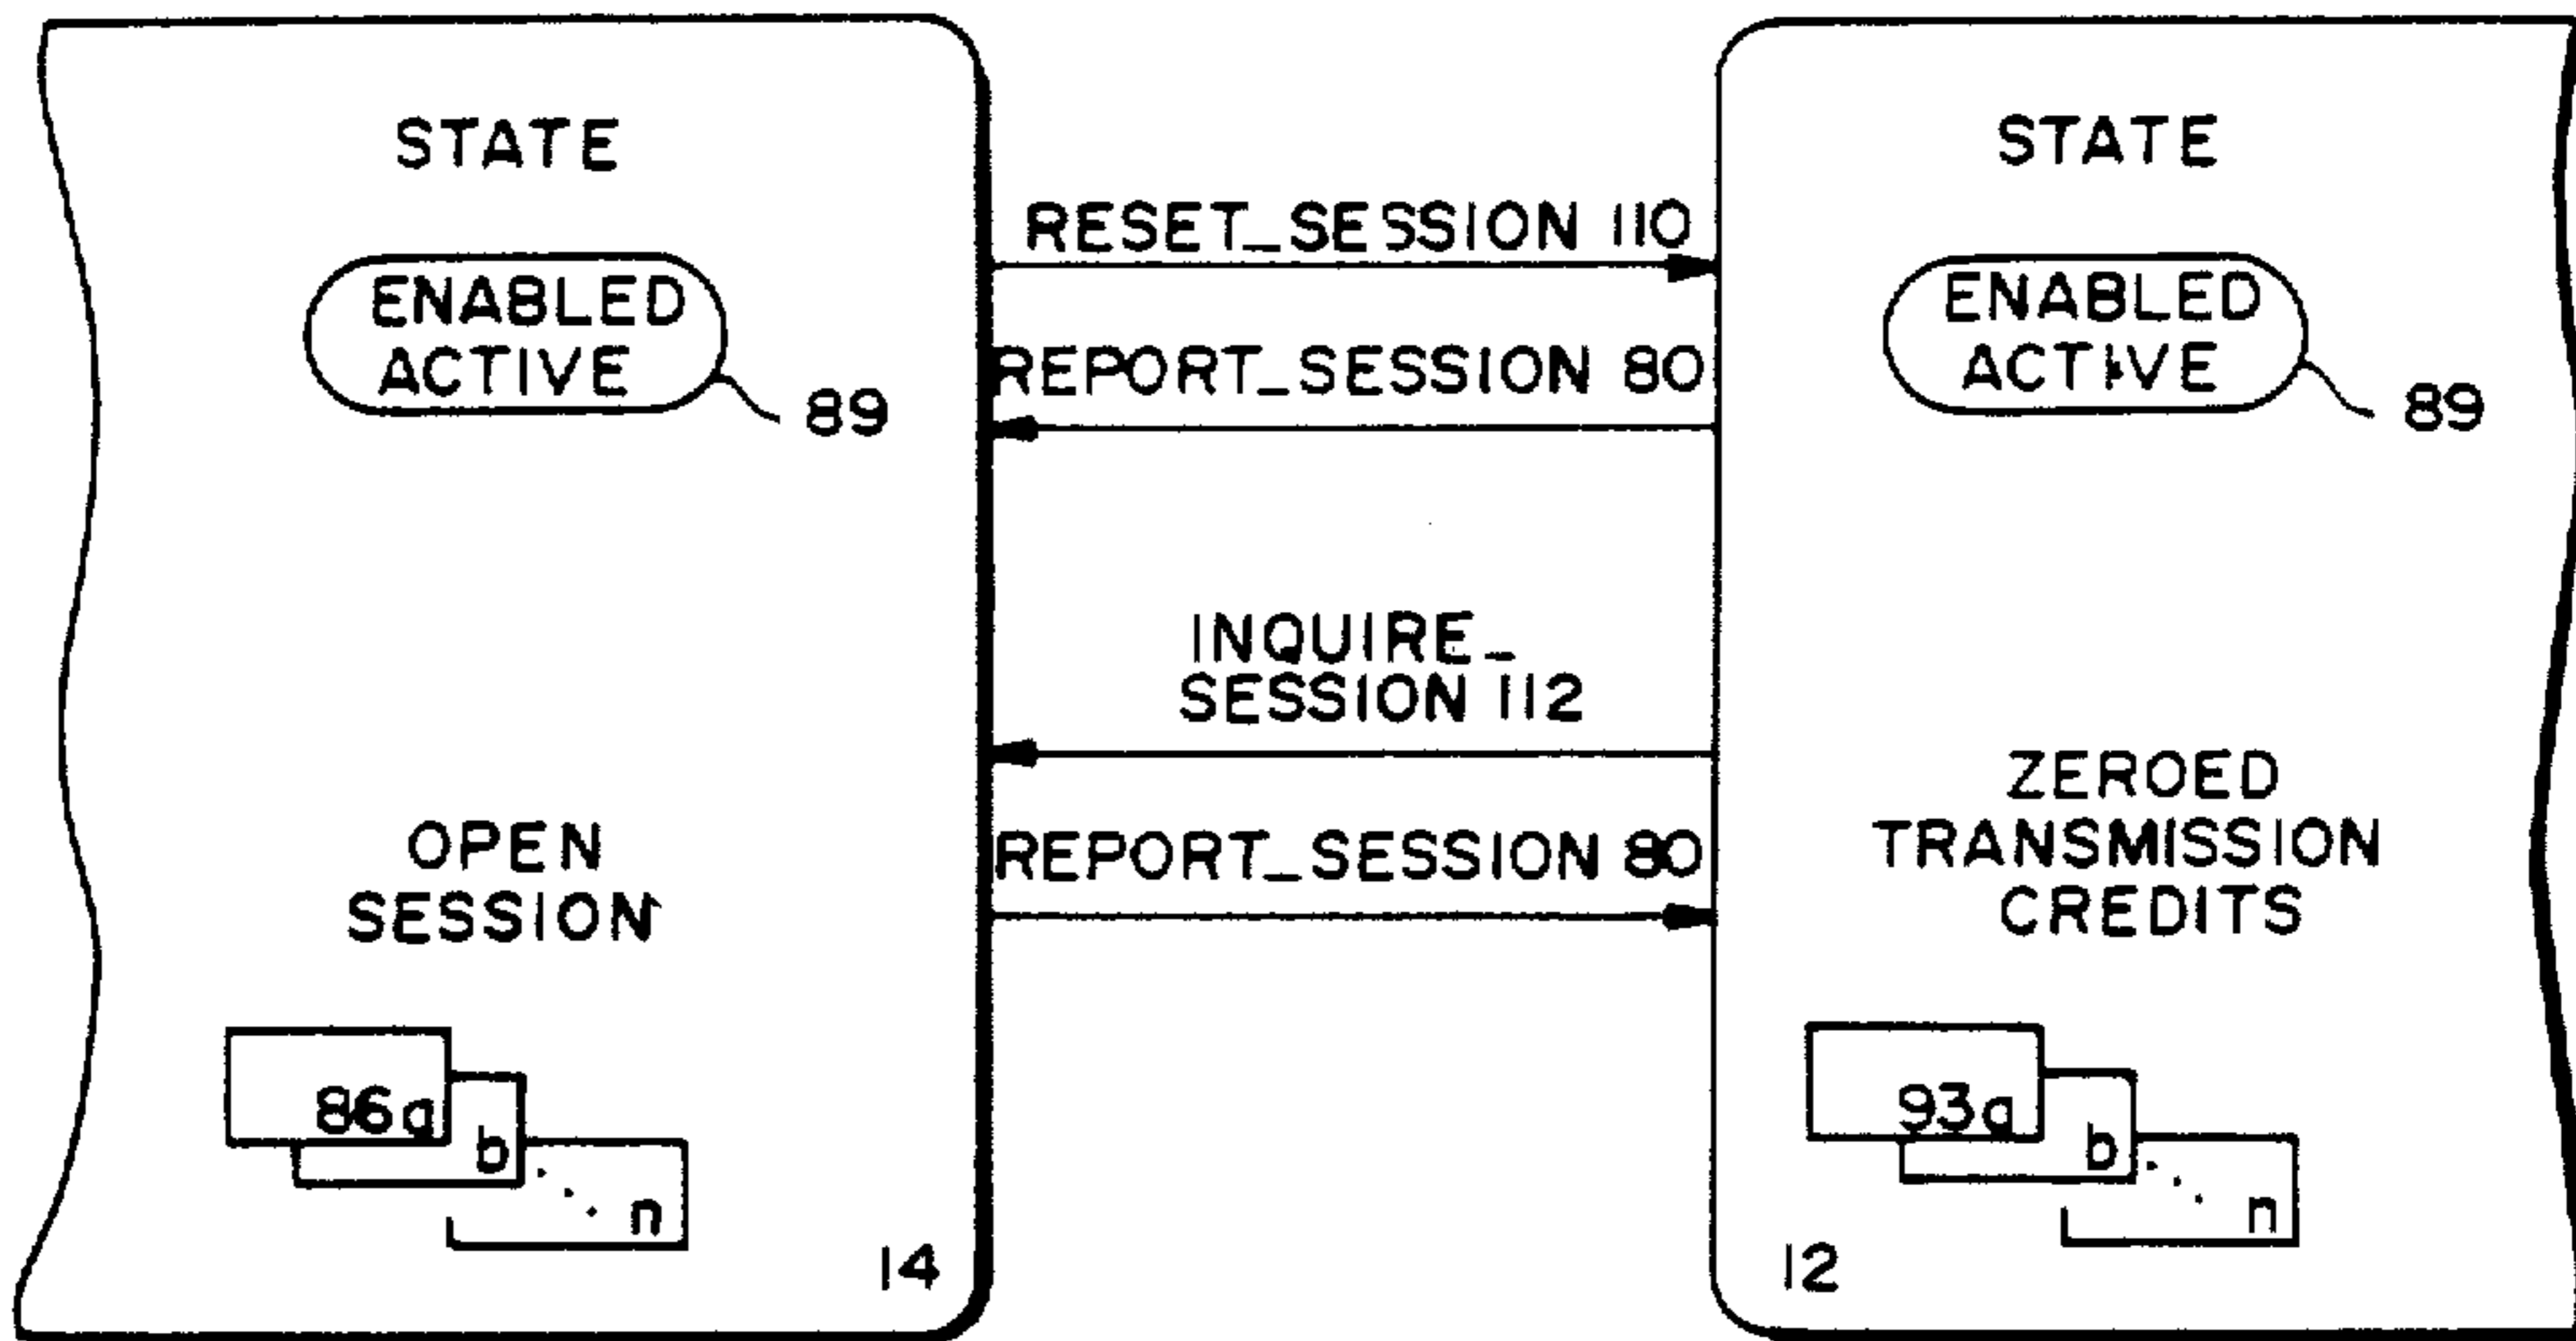 STATE
ENABLED
ACTIVE
89
OPEN
SESSION
86a
b
n
14
RESET_SESSION 110
REPORT_SESSION 80
INQUIRE_
SESSION 112
REPORT_SESSION 80
STATE
ENABLED
ACTIVE
89
ZEROED
TRANSMISSION
CREDITS
93a
b
n
12